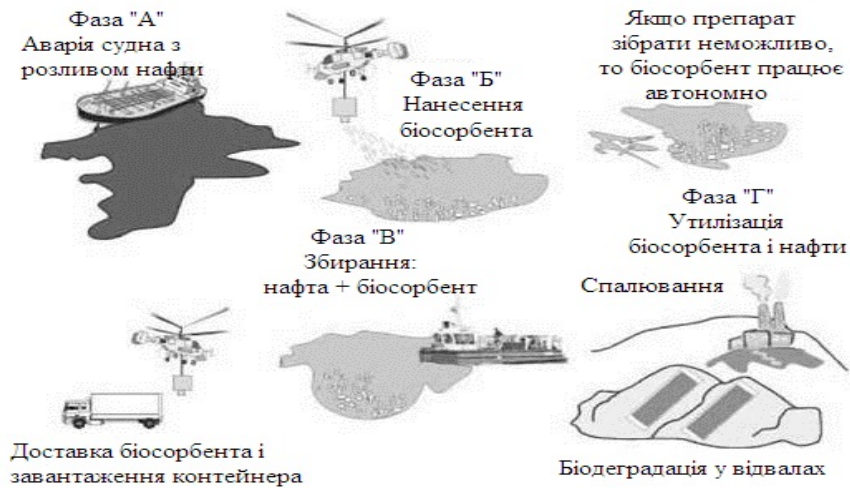 Фаза "А"
Аварія судна з
розливом нафти
Фаза "Б"
Нанесення
біосорбента
Якщо препарат
зібрати неможливо,
то біосорбент працює
автономно
Фаза "В"
Збирання:
нафта + біосорбент
Фаза "Г"
Утилізація
біосорбента і нафти
Спалювання
Доставка біосорбента і
завантаження контейнера
Біодеградація у відвалах